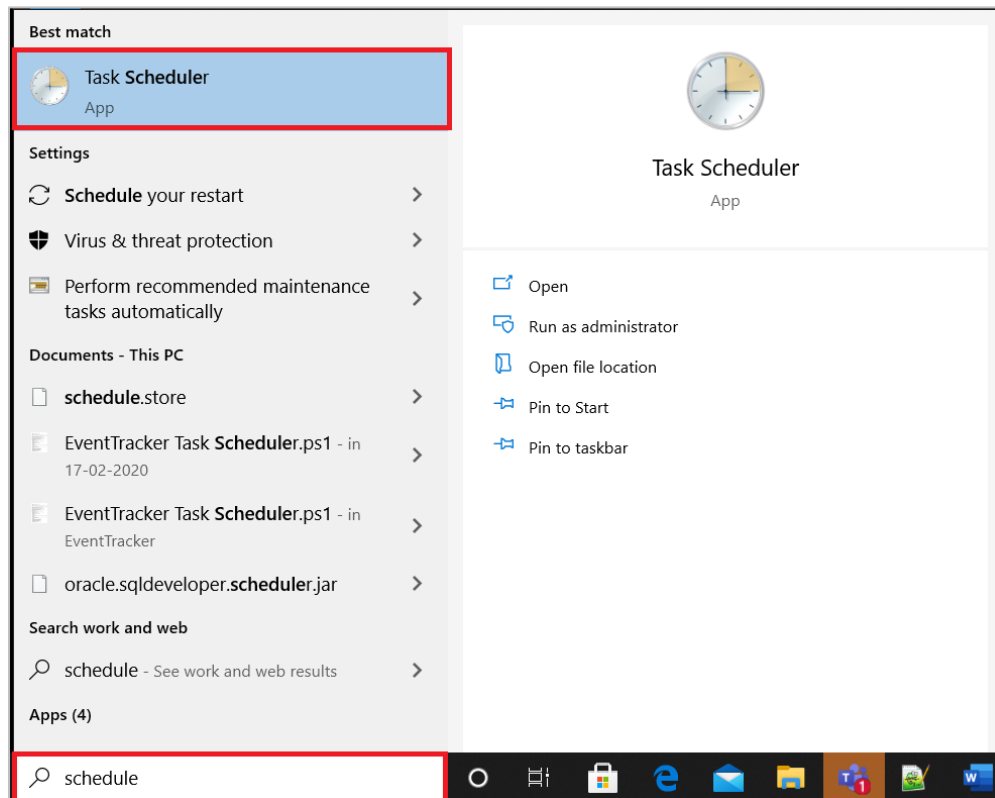 Best match
Task Scheduler
App
Settings
Schedule your restart
Virus & threat protection
Perform recommended maintenance
tasks automatically
Documents - This PC
schedule.store
EventTracker Task Scheduler.ps1 - in
17-02-2020
EventTracker Task Scheduler.ps1 - in
EventTracker
oracle.sqldeveloper.scheduler.jar
Search work and web
schedule - See work and web results
Apps (4)
schedule
Task Scheduler
App
Open
Run as administrator
Open file location
Pin to Start
Pin to taskbar
T
1
W